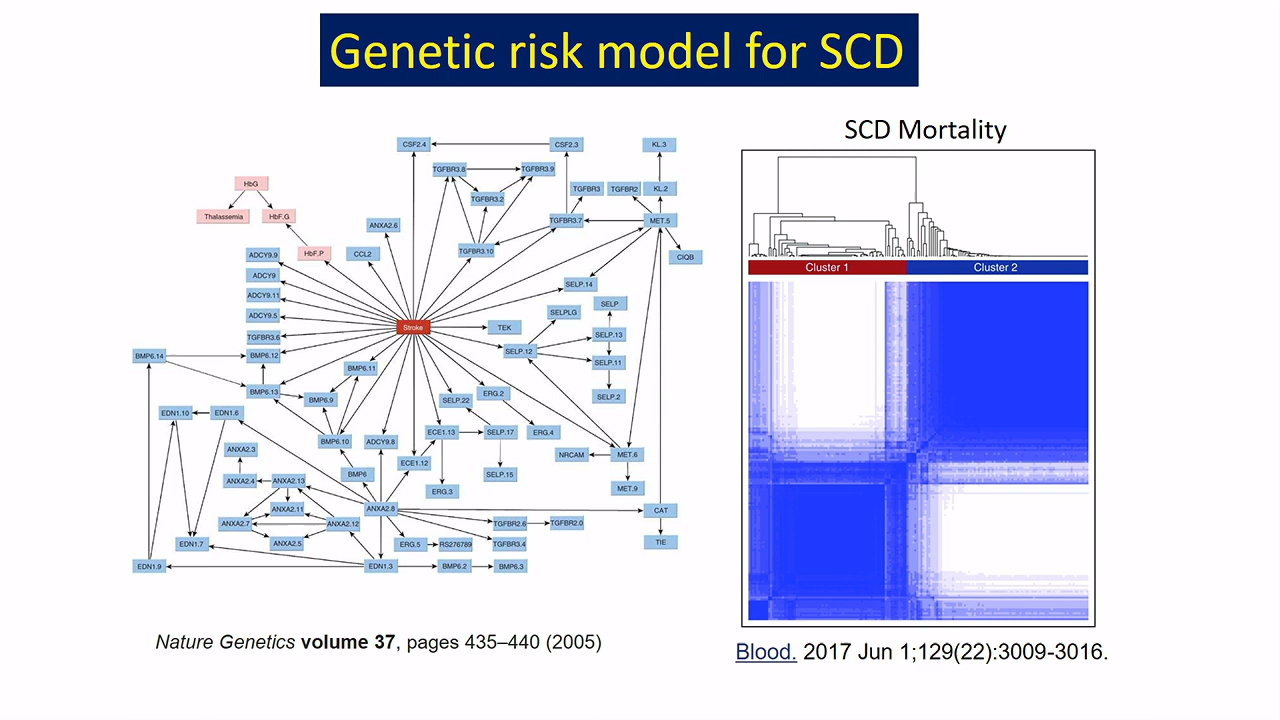 Genetic risk model for SCD
CSF2.4
CSF2.3
KL.3
TGFBR3.8
TGFBR3.9
HbG
TGFBR3
TGFBR2
KL.2
TGFBR3.2
Thalassemia
HbF.G
ANXA2.6
TGFBR3.7
MET.5
HbF.P
CCL2
TGFBR3.10
CIQB
ADCY9.9
ADCY9
SELP.14
ADCY9.11
SELP
ADCY9.5
SELPLG
Stroke
TEK
TGFBR3.6
SELP.13
BMP6.14
BMP6.12
SELP.12
BMP6.11
SELP.11
BMP6.13
BMP6.9
SELP.22
ERG.2
SELP.2
EDN1.10
EDN1.6
BMP6.10
ADCY9.8
ECE1.13
SELP.17
ERG.4
ANXA2.3
NRCAM
MET.6
ECE1.12
ANXA2.4
ANXA2.13
BMP6
SELP.15
ERG.3
MET.9
ANXA2.11
ANXA2.8
CAT
ANXA2.7
ANXA2.12
TGFBR2.6
TGFBR2.0
EDN1.7
ANXA2.5
ERG.5
RS276789
TGFBR3.4
TIE
EDN1.9
EDN1.3
BMP6.2
BMP6.3
Nature Genetics volume 37, pages 435–440 (2005)
SCD Mortality
Cluster 1
Cluster 2
Blood. 2017 Jun 1;129(22):3009-3016.